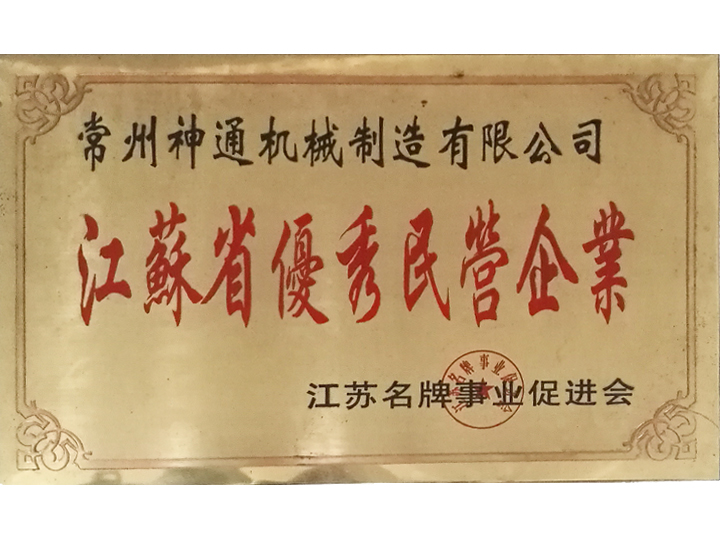 常州神通机械制造有限公司
江蘇省優秀民營企業
江苏名牌事业促进会